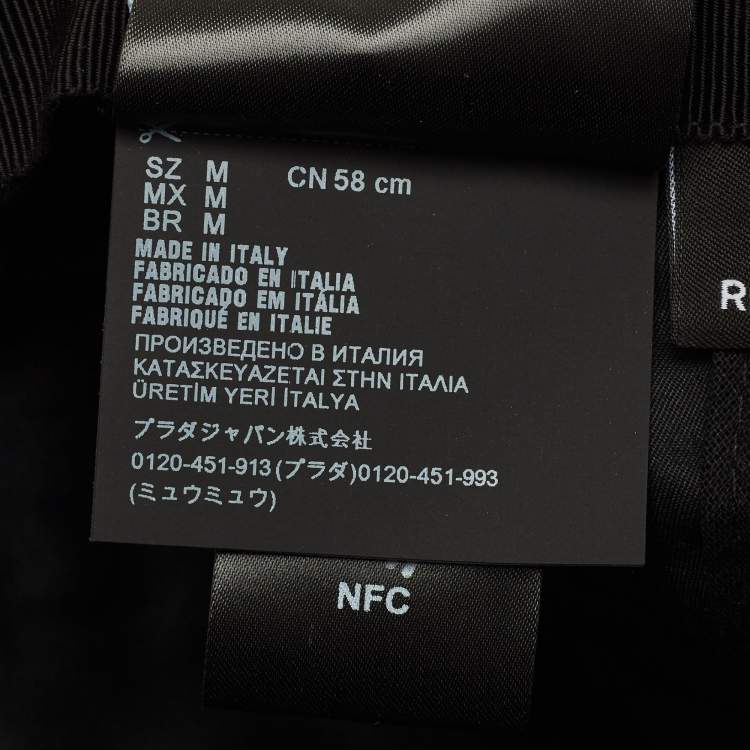 SZ M CN 58 cm
MX M
BR M
MADE IN ITALY
FABRICADO EN ITALIA
FABRICADO EM ITÁLIA
FABRIQUÉ EN ITALIE
ПРОИЗВЕДЕНО В ИТАЛИЯ
ΚΑΤΑΣΚΕΥΑΖΕΤΑΙ ΣΤΗΝ ΙΤΑΛΙΑ
ÜRETİM YERİ İTALYA
プラダジャパン株式会社
0120-451-913(プラダ)0120-451-993
(ミュウミュウ)
R
NFC